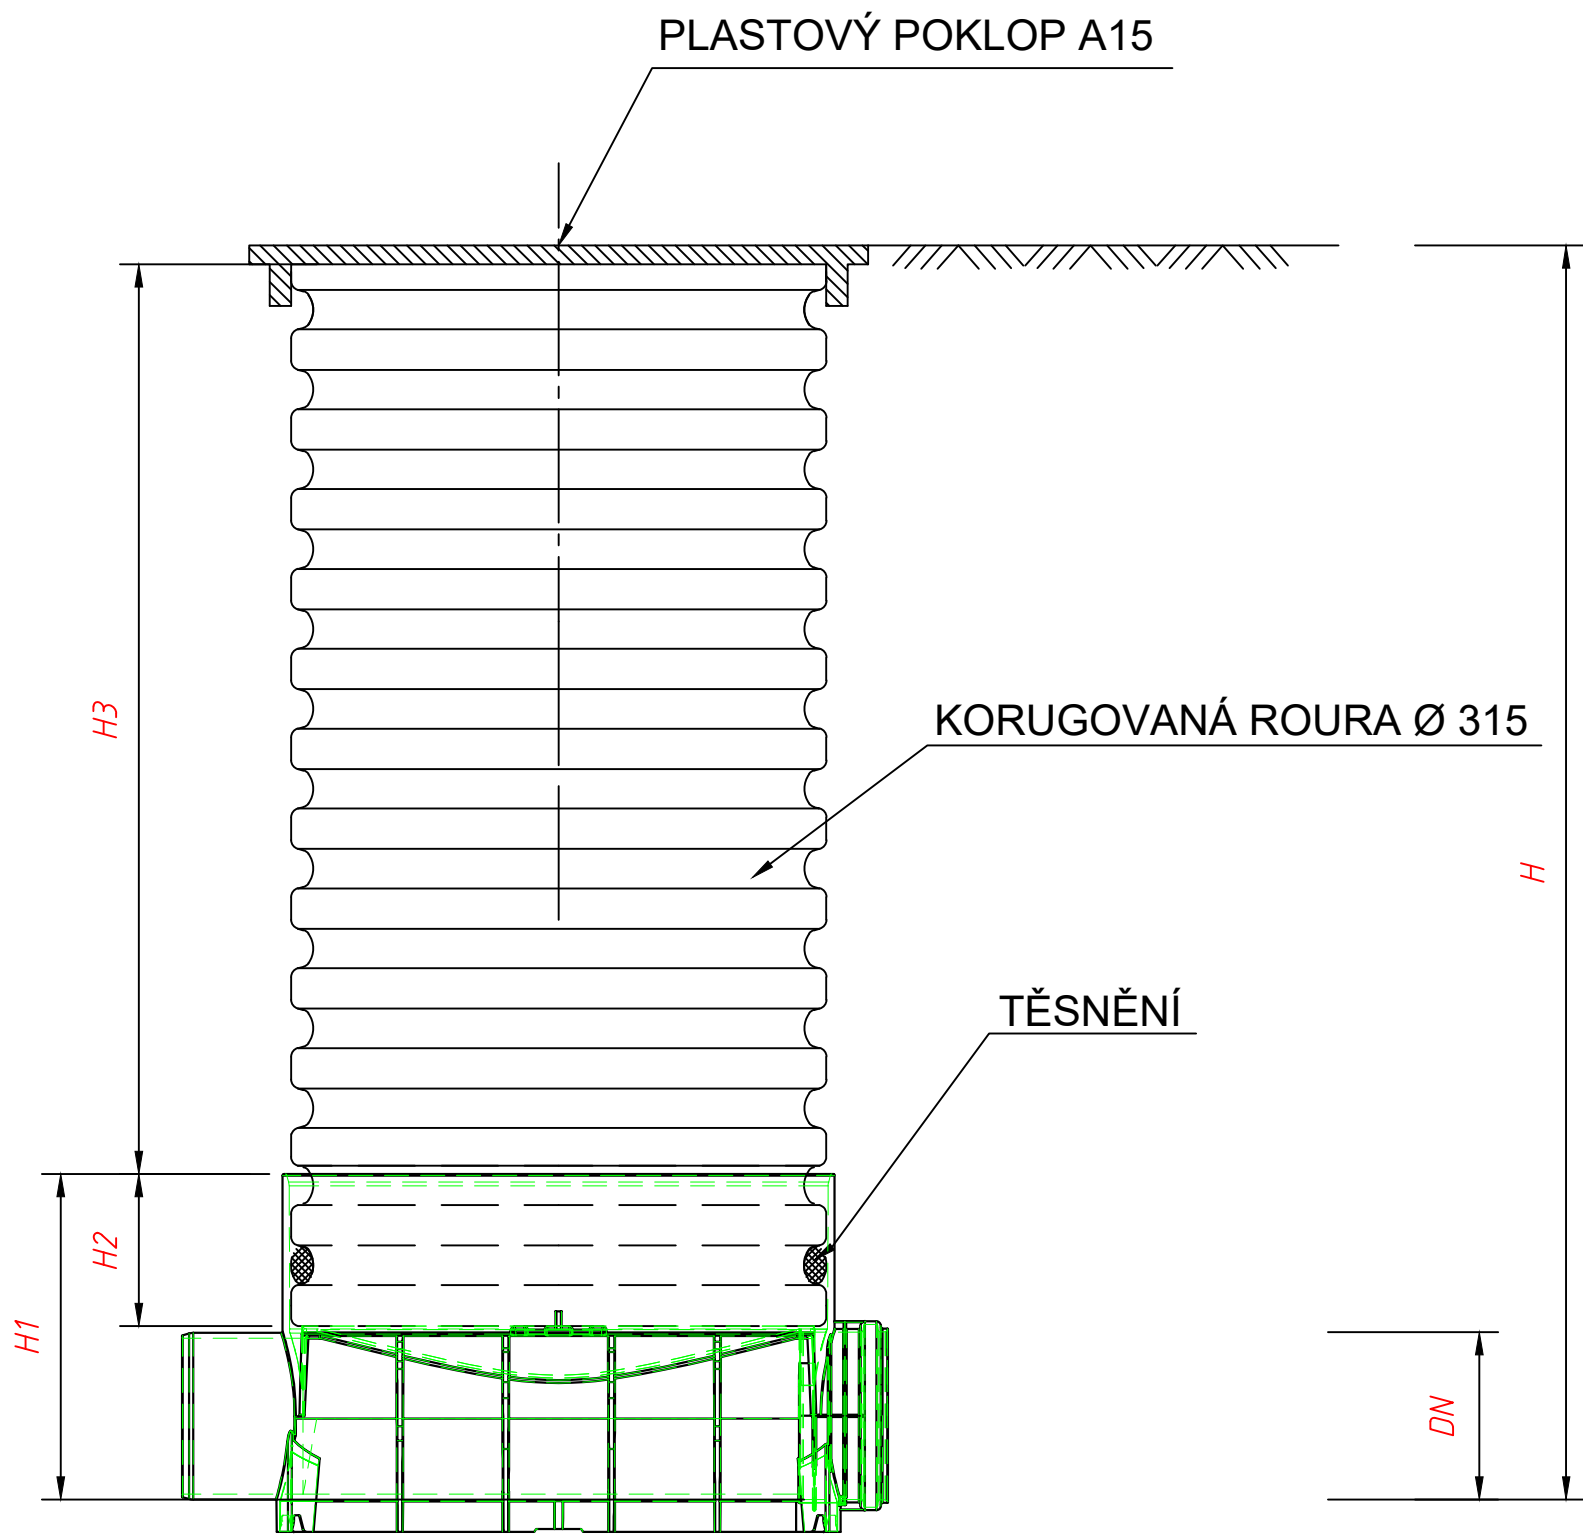 PLASTOVÝ POKLOP A15
H3
KORUGOVANÁ ROURA Ø 315
H
TĚSNĚNÍ
H2
H1
DN